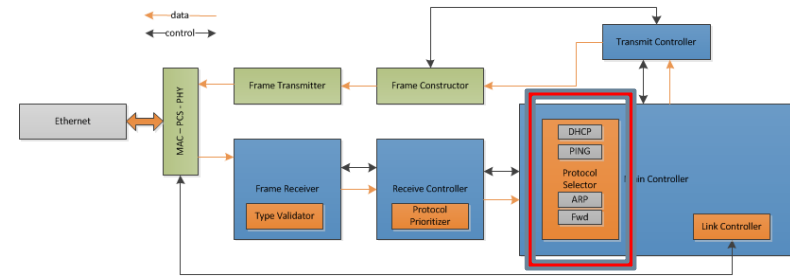 data
control
Transmit Controller
Frame Transmitter
Frame Constructor
Ethernet
MAC – PCS - PHY
DHCP
PING
Protocol
Selector
ARP
Fwd
Controller
Frame Receiver
Type Validator
Receive Controller
Protocol
Prioritizer
Link Controller